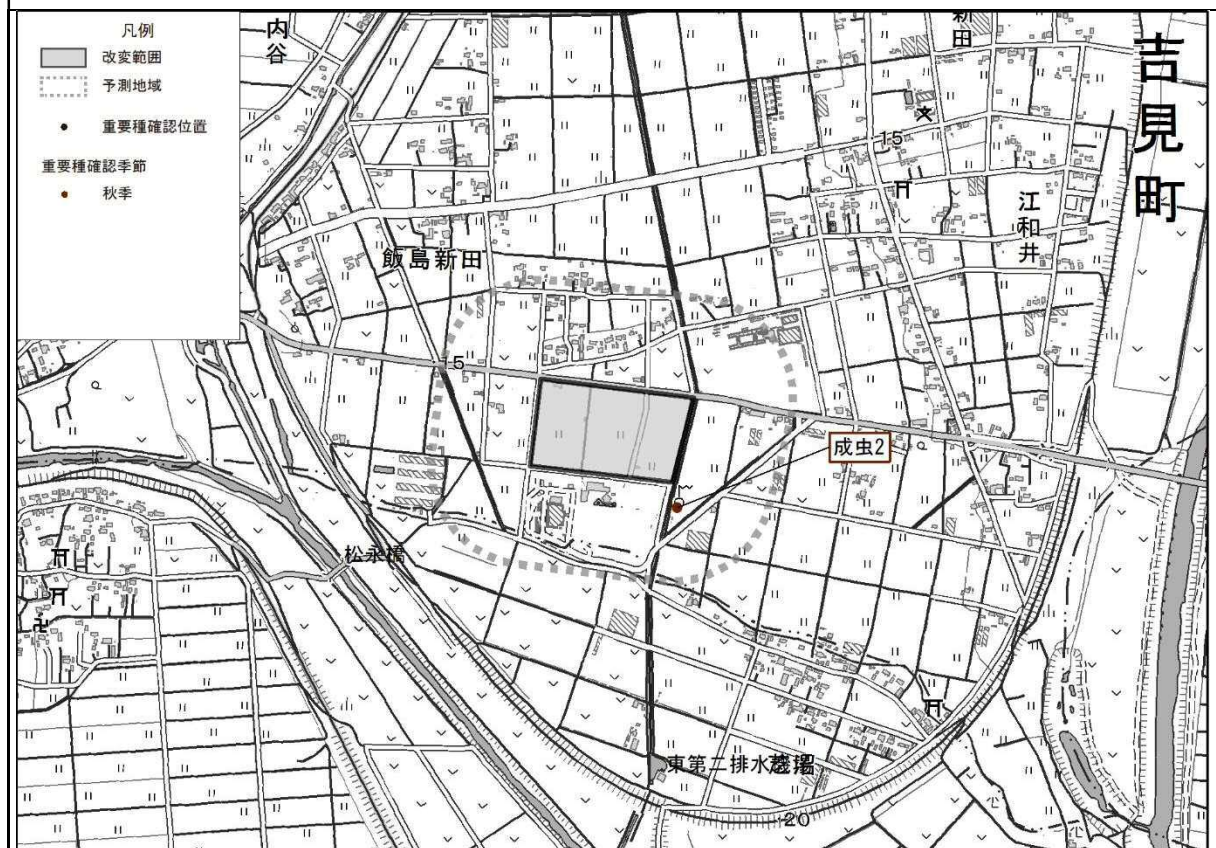 凡例
改変範囲
予測地域
重要種確認位置
重要種確認季節
秋季
内谷
新田
吉見町
15
江和井
飯島新田
15
成虫2
松永橋
東第二排水
20